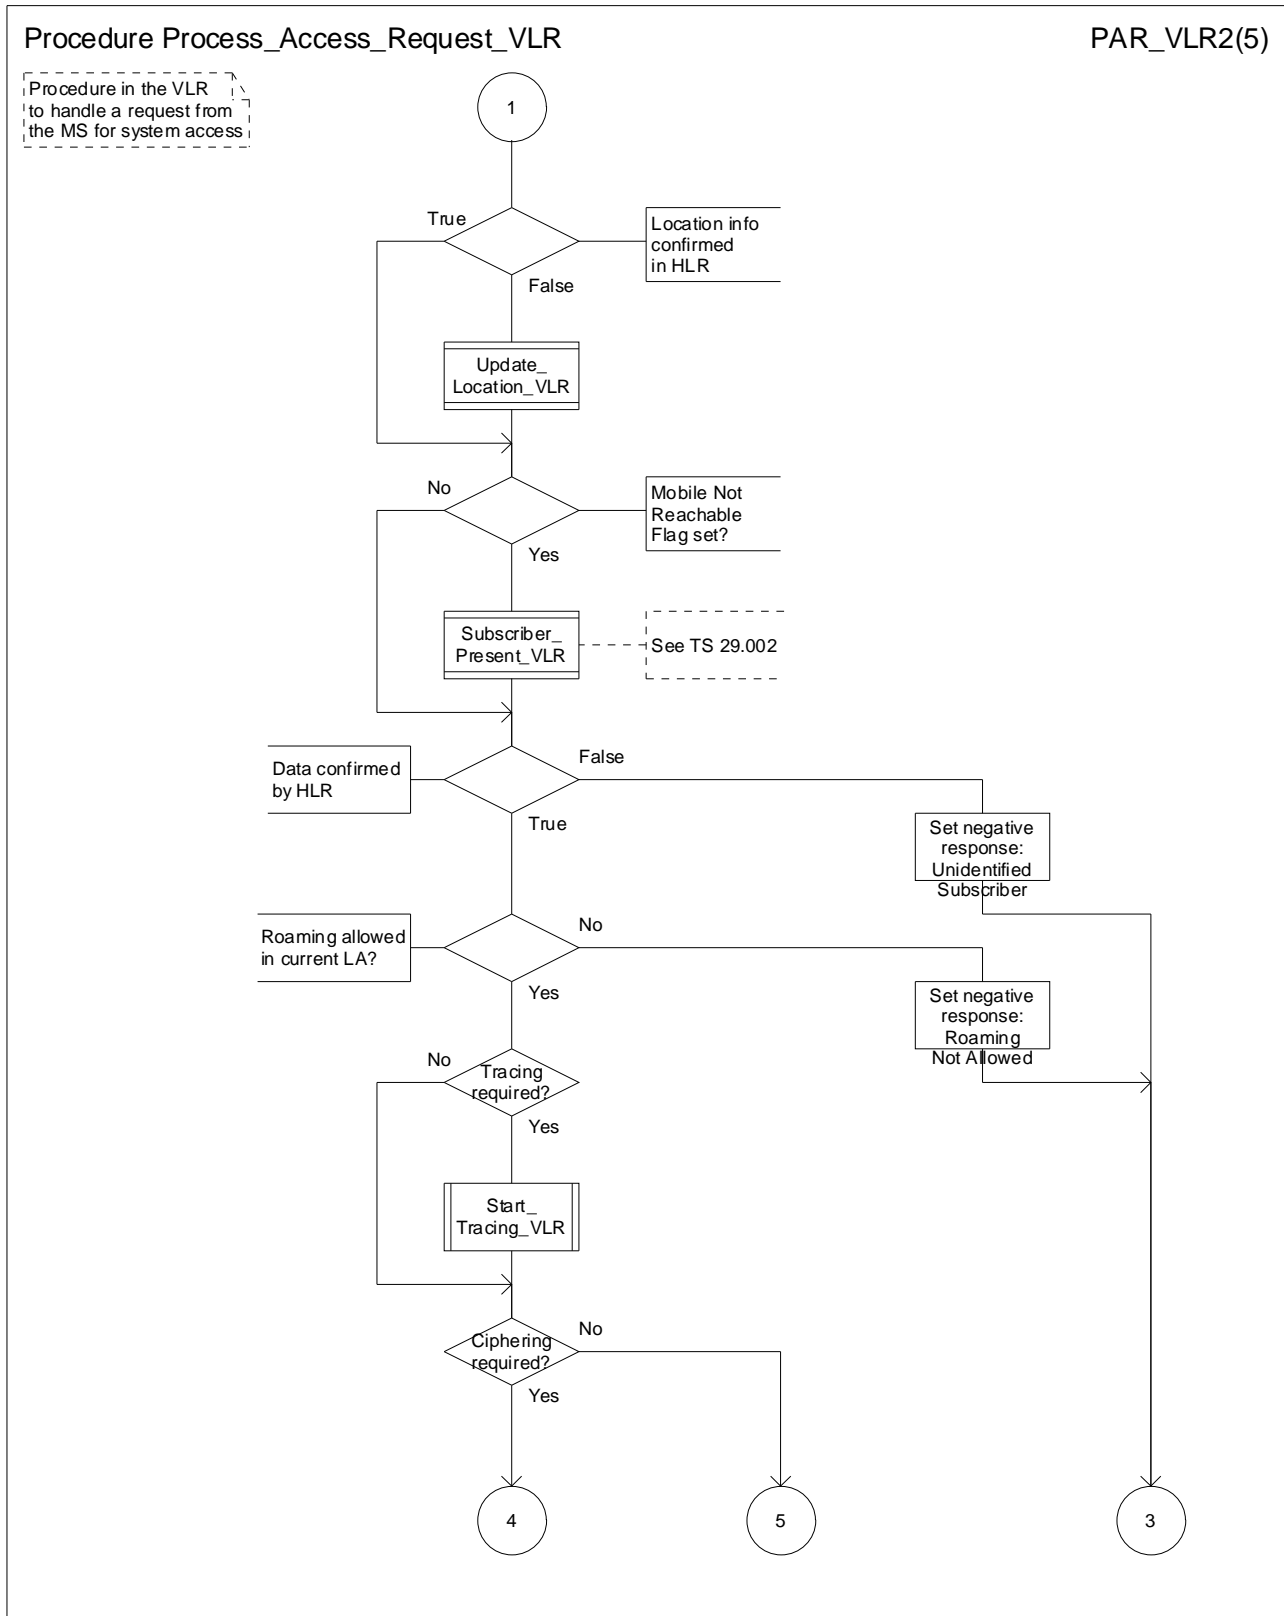 Procedure Process_Access_Request_VLR
PAR_VLR2(5)
Procedure in the VLR
to handle a request from
the MS for system access
1
True
Location info
confirmed
in HLR
False
Update_
Location_VLR
No
Mobile Not
Reachable
Flag set?
Yes
Subscriber_
Present_VLR
See TS 29.002
Data confirmed
by HLR
False
True
Set negative
response:
Unidentified
Subscriber
Roaming allowed
in current LA?
No
Yes
Set negative
response:
Roaming
Not Allowed
No
Tracing
required?
Yes
Start_
Tracing_VLR
Ciphering
required?
No
Yes
4
5
3